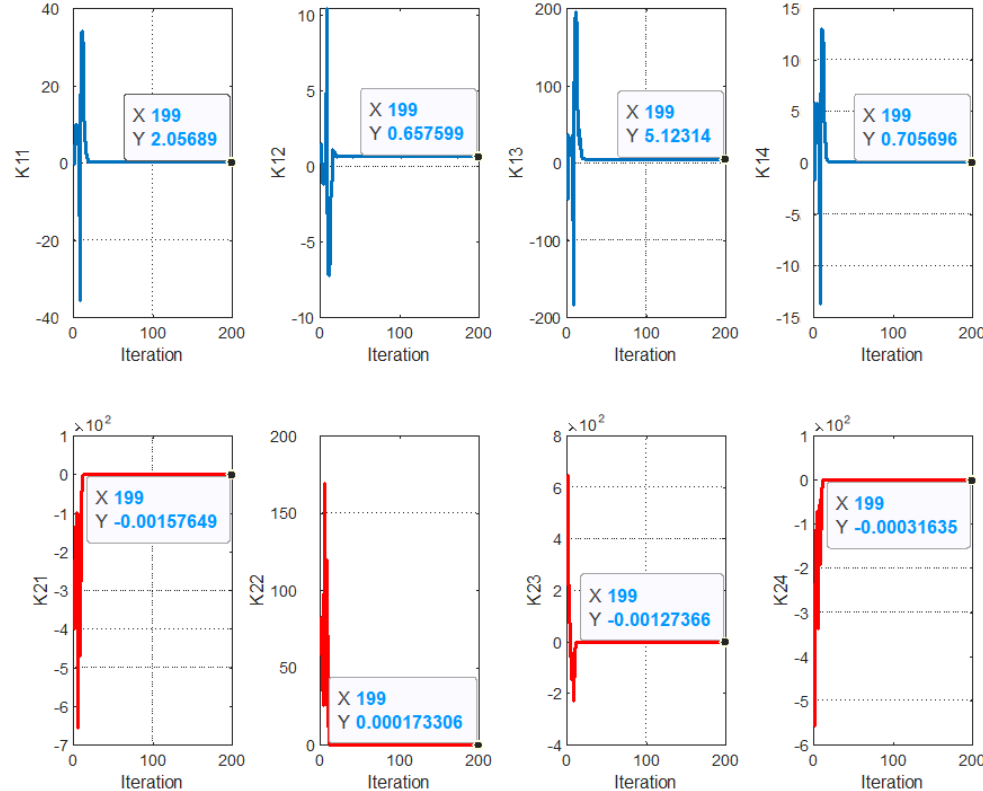 K11
40
20
0
-20
-40
0
100
200
Iteration
X 199
Y 2.05689
K12
10
5
0
-5
-10
0
100
200
Iteration
X 199
Y 0.657599
K13
200
100
0
-100
-200
0
100
200
Iteration
X 199
Y 5.12314
K14
15
10
5
0
-5
-10
-15
0
100
200
Iteration
X 199
Y 0.705696
K21
×10²
1
0
-1
-2
-3
-4
-5
-6
-7
0
100
200
Iteration
X 199
Y -0.00157649
K22
200
150
100
50
0
0
100
200
Iteration
X 199
Y 0.000173306
K23
×10²
8
6
4
2
0
-2
-4
0
100
200
Iteration
X 199
Y -0.00127366
K24
×10²
1
0
-1
-2
-3
-4
-5
-6
0
100
200
Iteration
X 199
Y -0.00031635